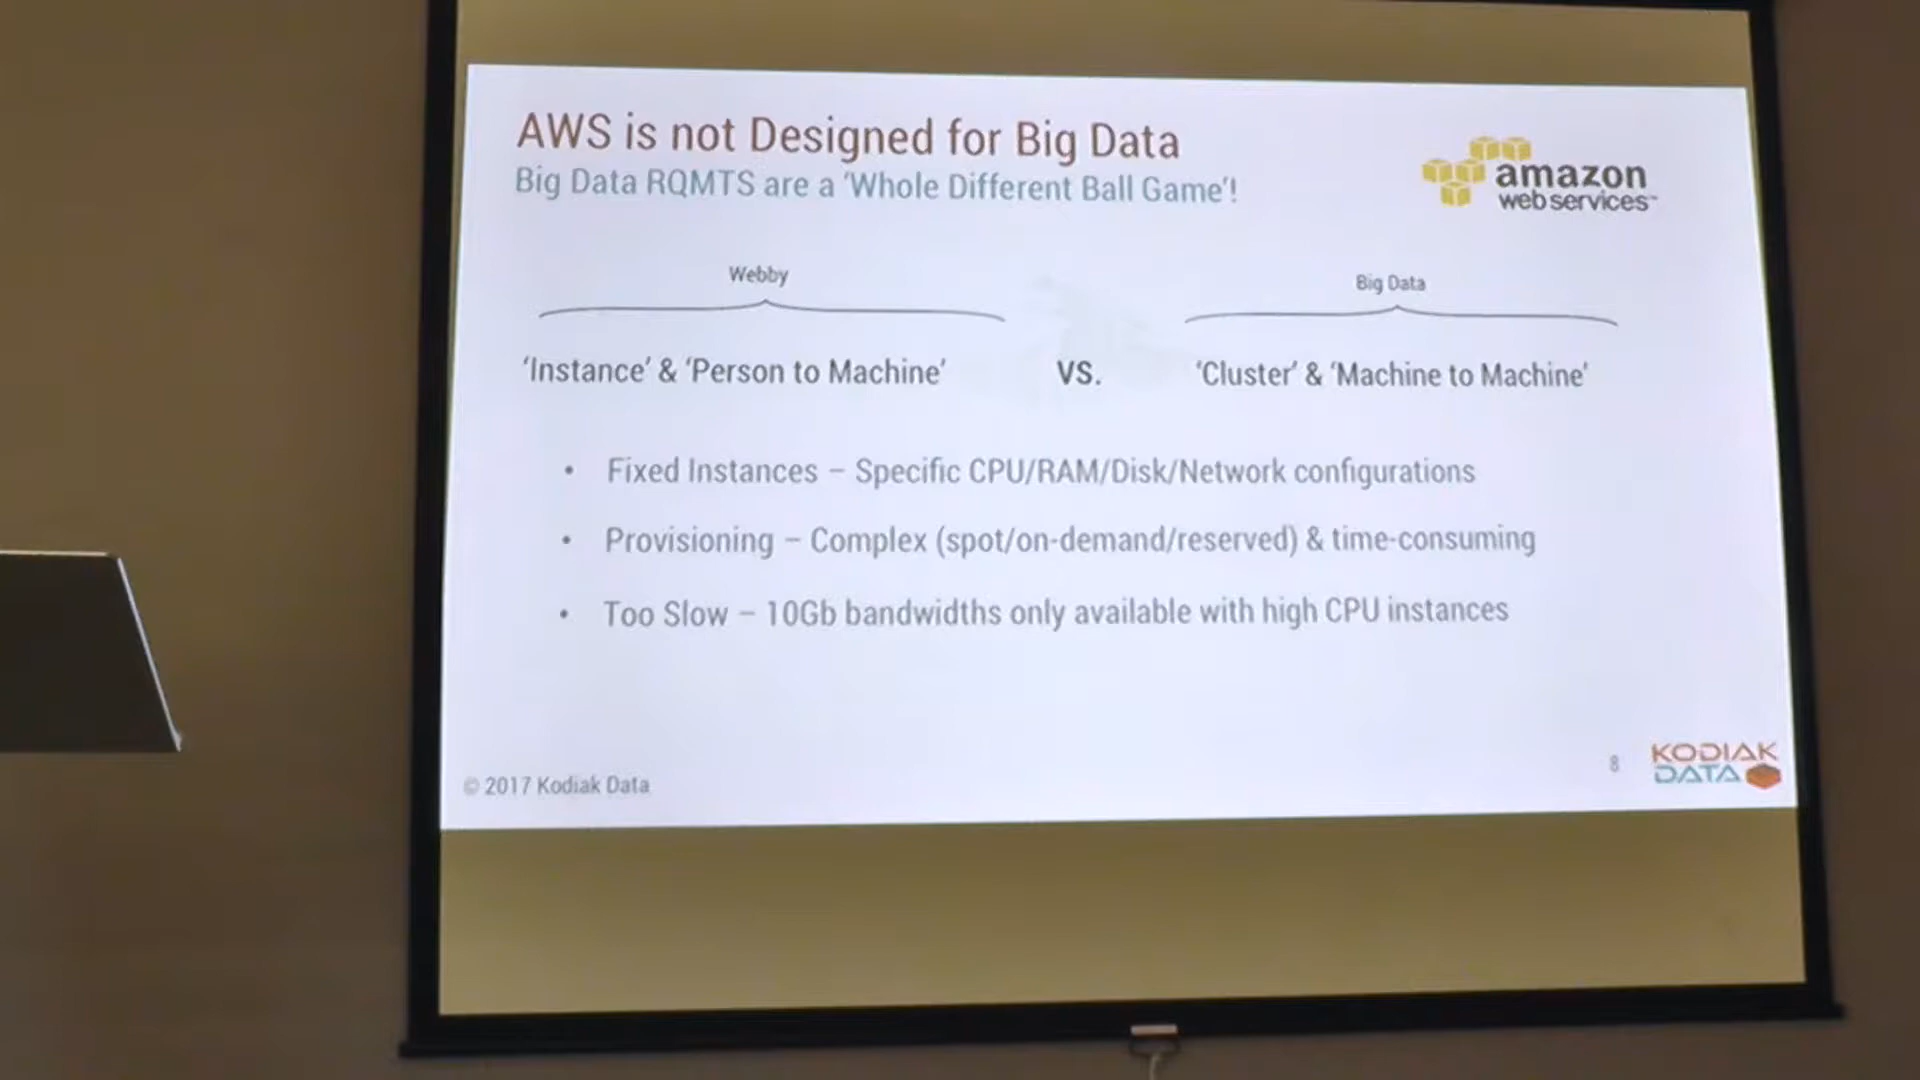 AWS is not Designed for Big Data
Big Data RQMTS are a ‘Whole Different Ball Game’!
amazon
webservices™
Webby
Big Data
‘Instance’ & ‘Person to Machine’
VS.
‘Cluster’ & ‘Machine to Machine’
• Fixed Instances – Specific CPU/RAM/Disk/Network configurations
• Provisioning – Complex (spot/on-demand/reserved) & time-consuming
• Too Slow – 10Gb bandwidths only available with high CPU instances
© 2017 Kodiak Data
8
KODIAK
DATA